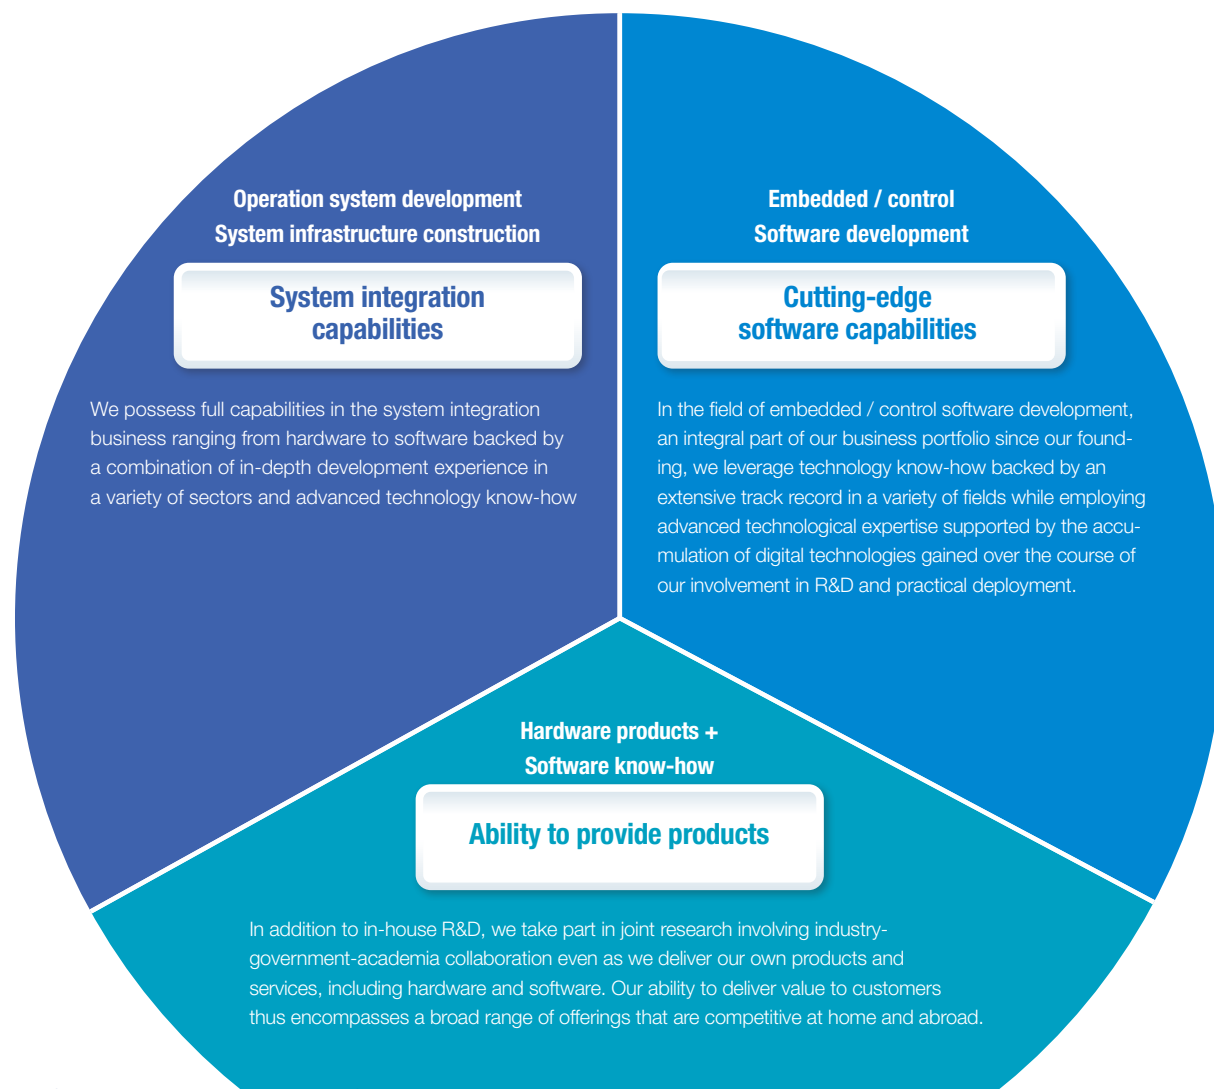 Operation system development
System infrastructure construction
System integration
capabilities
We possess full capabilities in the system integration
business ranging from hardware to software backed by
a combination of in-depth development experience in
a variety of sectors and advanced technology know-how
Embedded / control
Software development
Cutting-edge
software capabilities
In the field of embedded / control software development,
an integral part of our business portfolio since our found-
ing, we leverage technology know-how backed by an
extensive track record in a variety of fields while employing
advanced technological expertise supported by the accu-
mulation of digital technologies gained over the course of
our involvement in R&D and practical deployment.
Hardware products +
Software know-how
Ability to provide products
In addition to in-house R&D, we take part in joint research involving industry-
government-academia collaboration even as we deliver our own products and
services, including hardware and software. Our ability to deliver value to customers
thus encompasses a broad range of offerings that are competitive at home and abroad.